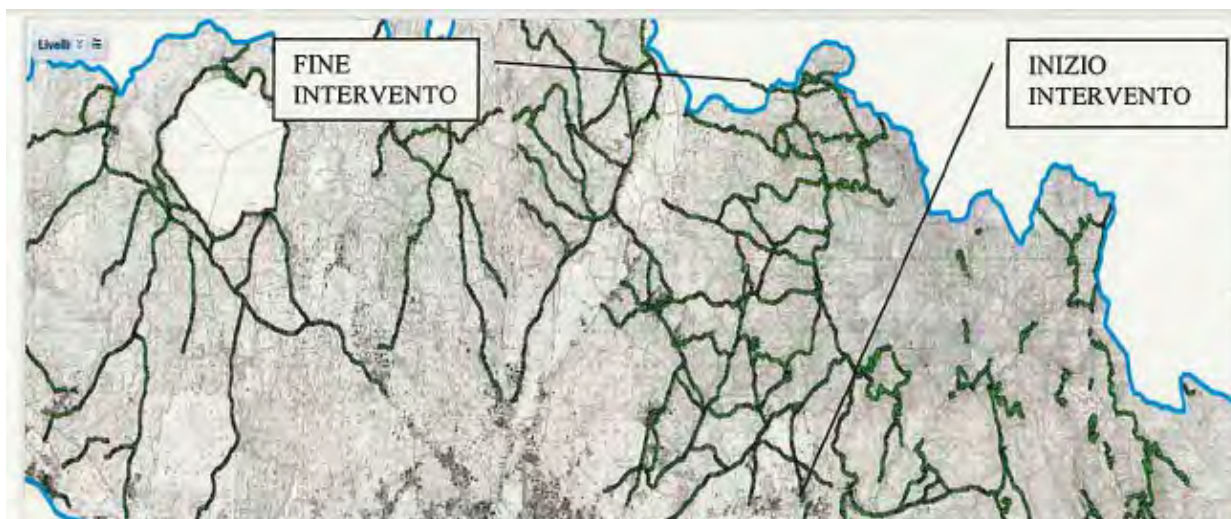 Livelli
FINE
INTERVENTO
INIZIO
INTERVENTO